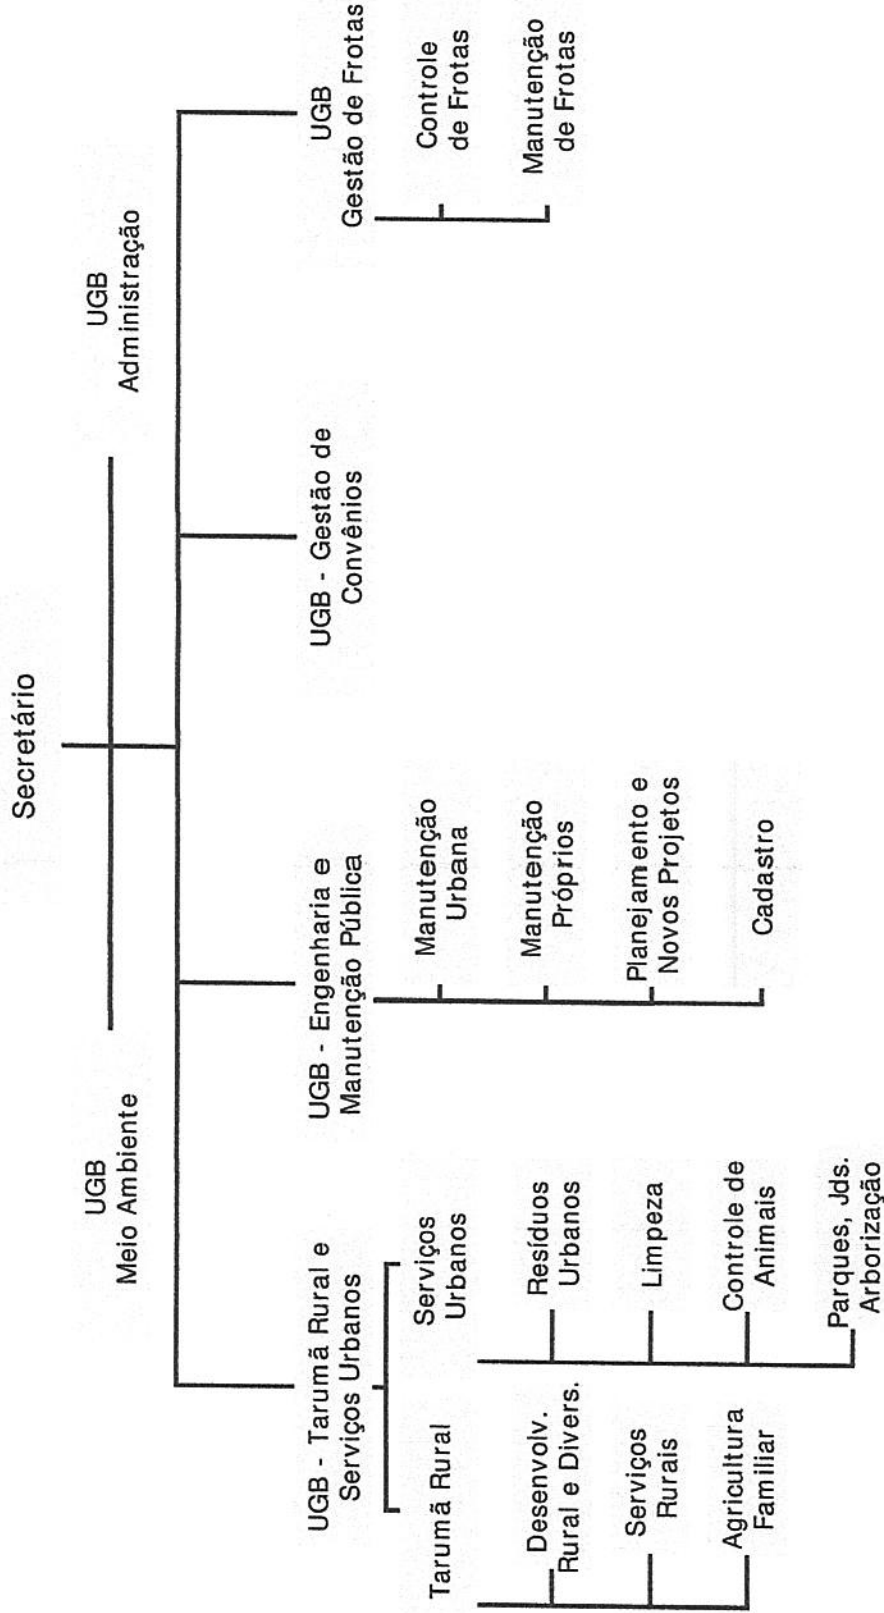 Secretário
UGB
Meio Ambiente
UGB
Administração
UGB - Tarumã Rural e
Serviços Urbanos
UGB - Engenharia e
Manutenção Pública
UGB - Gestão de
Convênios
UGB
Gestão de Frotas
Tarumã Rural
Desenvolv.
Rural e Divers.
Serviços
Rurais
Agricultura
Familiar
Serviços
Urbanos
Resíduos
Urbanos
Limpeza
Controle de
Animais
Parques, Jds.
Arborização
Manutenção
Urbana
Manutenção
Próprios
Planejamento e
Novos Projetos
Cadastro
Controle
de Frotas
Manutenção
de Frotas